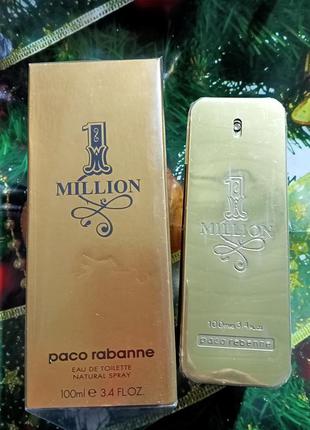 1
MILLION
paco rabanne
EAU DE TOILETTE
NATURAL SPRAY
100ml e 3.4 FL.OZ.
1
MILLION
100ml 3.4 fl.oz
paco rabanne